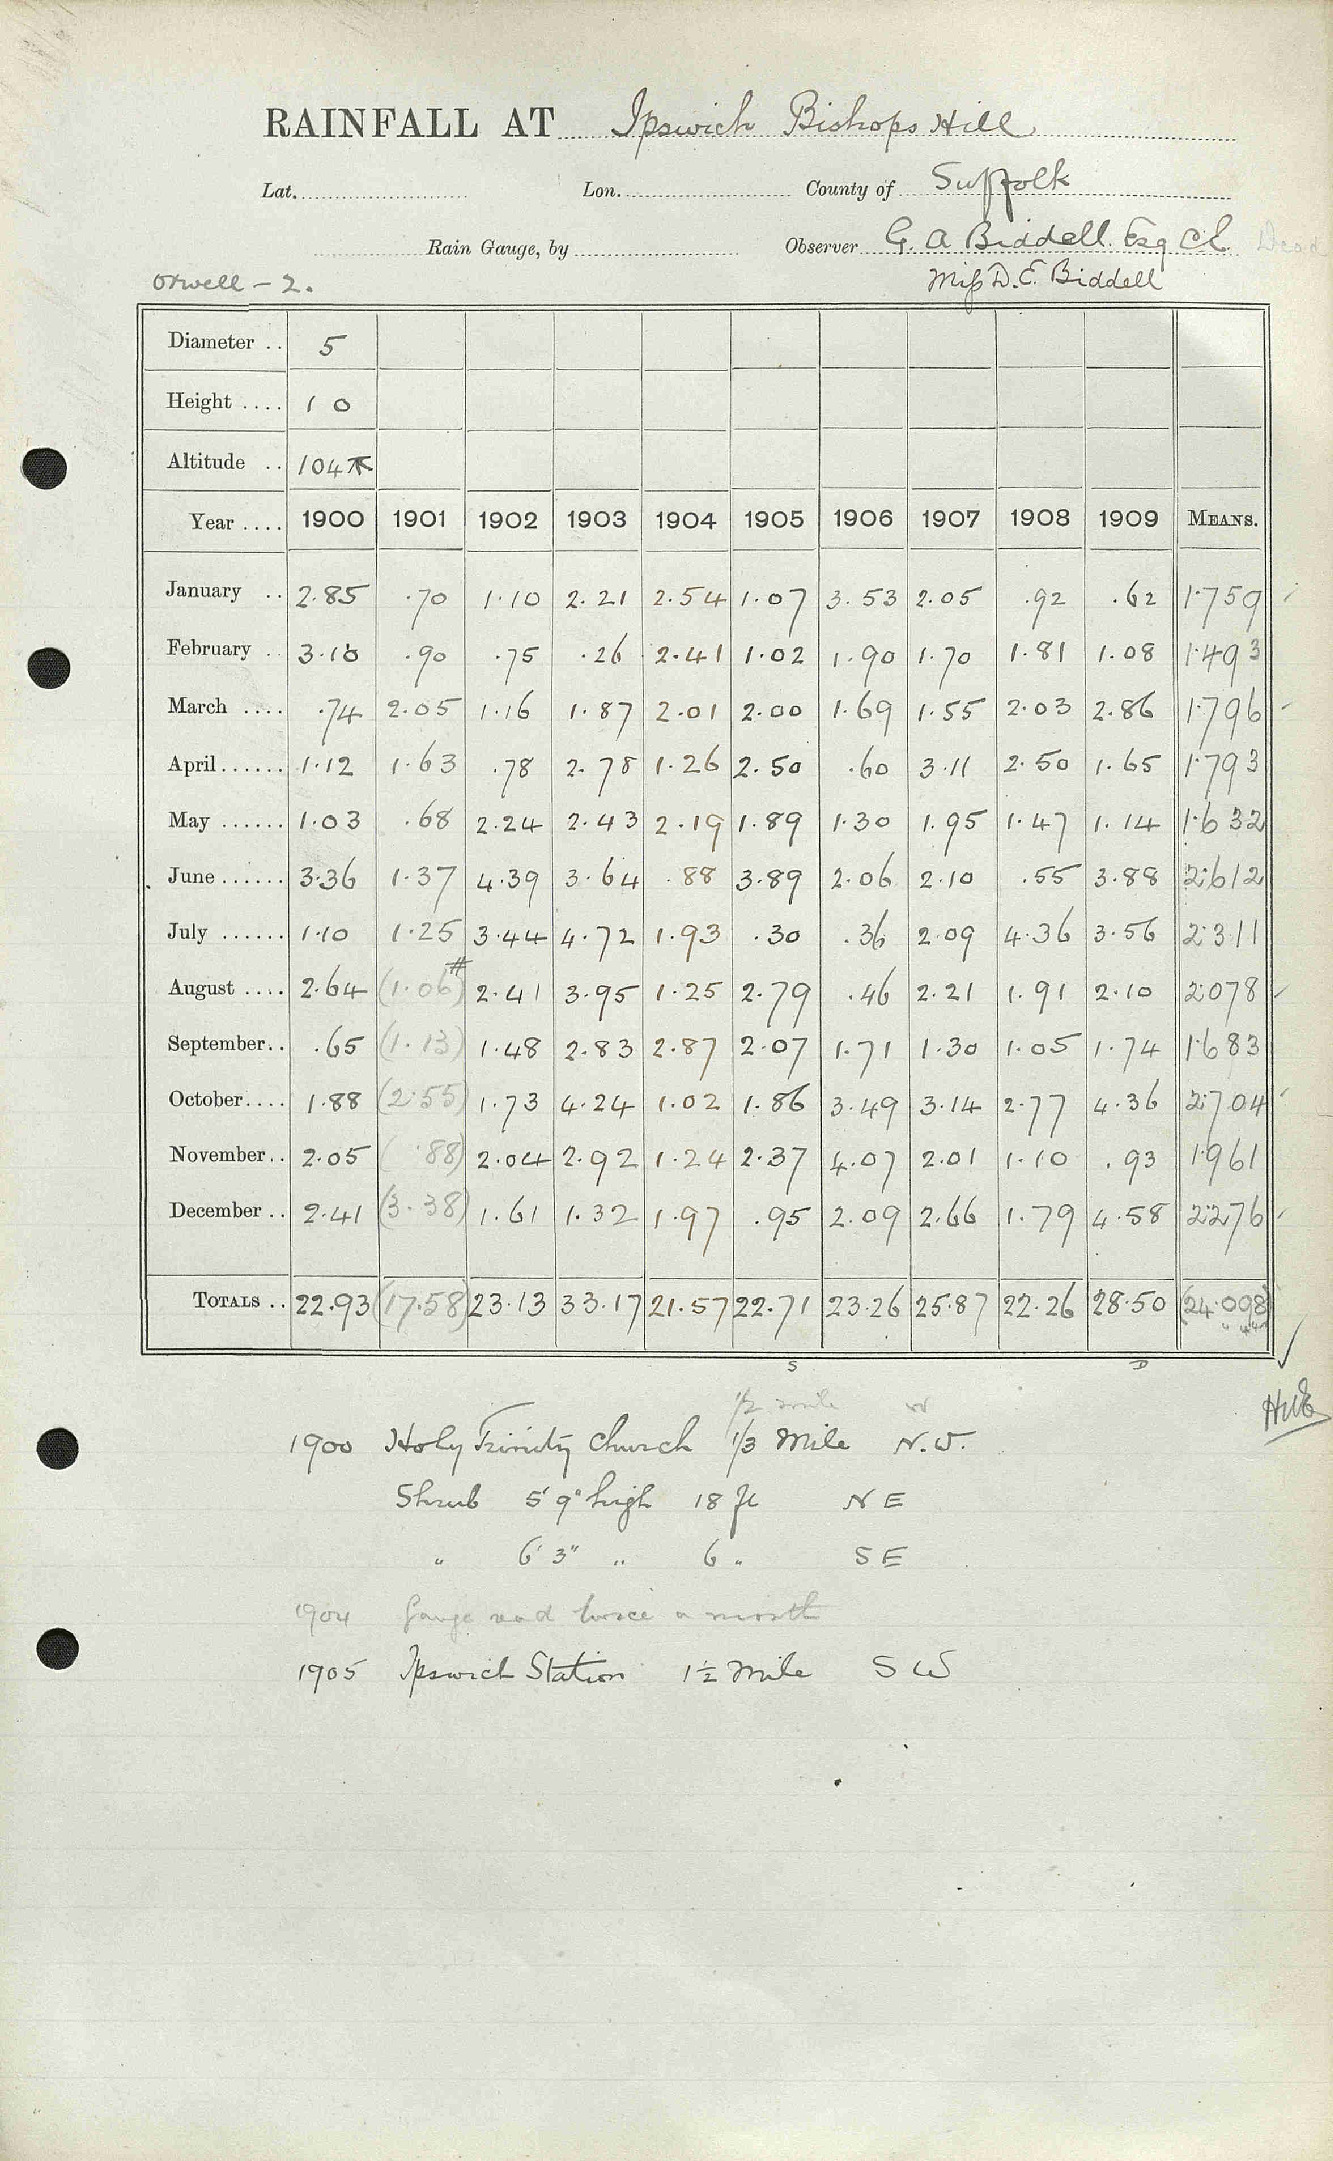 RAINFALL AT Ipswich Bishops Hill
Lat. Lon. County of Suffolk
Rain Gauge, by Observer G. A Biddell. Esq C.E. Dead
Orwell - 2. Miss D. E. Biddell
Diameter .. 5
Height .... 1 0
Altitude .. 104
Year .... 1900 1901 1902 1903 1904 1905 1906 1907 1908 1909 MEANS.
January .. 2.85 .70 1.10 2.21 2.54 1.07 3.53 2.05 .92 .62 1.759
February .. 3.10 .90 .75 .26 2.41 1.02 1.90 1.70 1.81 1.08 1.493
March .... .74 2.05 1.16 1.87 2.01 2.00 1.69 1.55 2.03 2.86 1.796
April...... 1.12 1.63 .78 2.78 1.26 2.50 .60 3.11 2.50 1.65 1.793
May ...... 1.03 .68 2.24 2.43 2.19 1.89 1.30 1.95 1.47 1.14 1.632
June ...... 3.36 1.37 4.39 3.64 .88 3.89 2.06 2.10 .55 3.88 2.612
July ...... 1.10 1.25 3.44 4.72 1.93 .30 .36 2.09 4.36 3.56 2.311
August .... 2.64 (1.06)# 2.41 3.95 1.25 2.79 .46 2.21 1.91 2.10 2.078
September.. .65 (1.13) 1.48 2.83 2.87 2.07 1.71 1.30 1.05 1.74 1.683
October.... 1.88 (2.55) 1.73 4.24 1.02 1.86 3.49 3.14 2.77 4.36 2.704
November.. 2.05 (.88) 2.04 2.92 1.24 2.37 4.07 2.01 1.10 .93 1.961
December .. 2.41 (3.38) 1.61 1.32 1.97 .95 2.09 2.66 1.79 4.58 2.276
TOTALS .. 22.93 (17.58) 23.13 33.17 21.57 22.71 23.26 25.87 22.26 28.50 (24.098)
S D
1/2 mile W
1900 Holy Trinity Church 1/3 Mile N.W.
Shrub 5' 9" high 18 ft N E
" 6' 3" " 6 " S E
1904 Gauge read twice a month
1905 Ipswich Station 1½ Mile S W